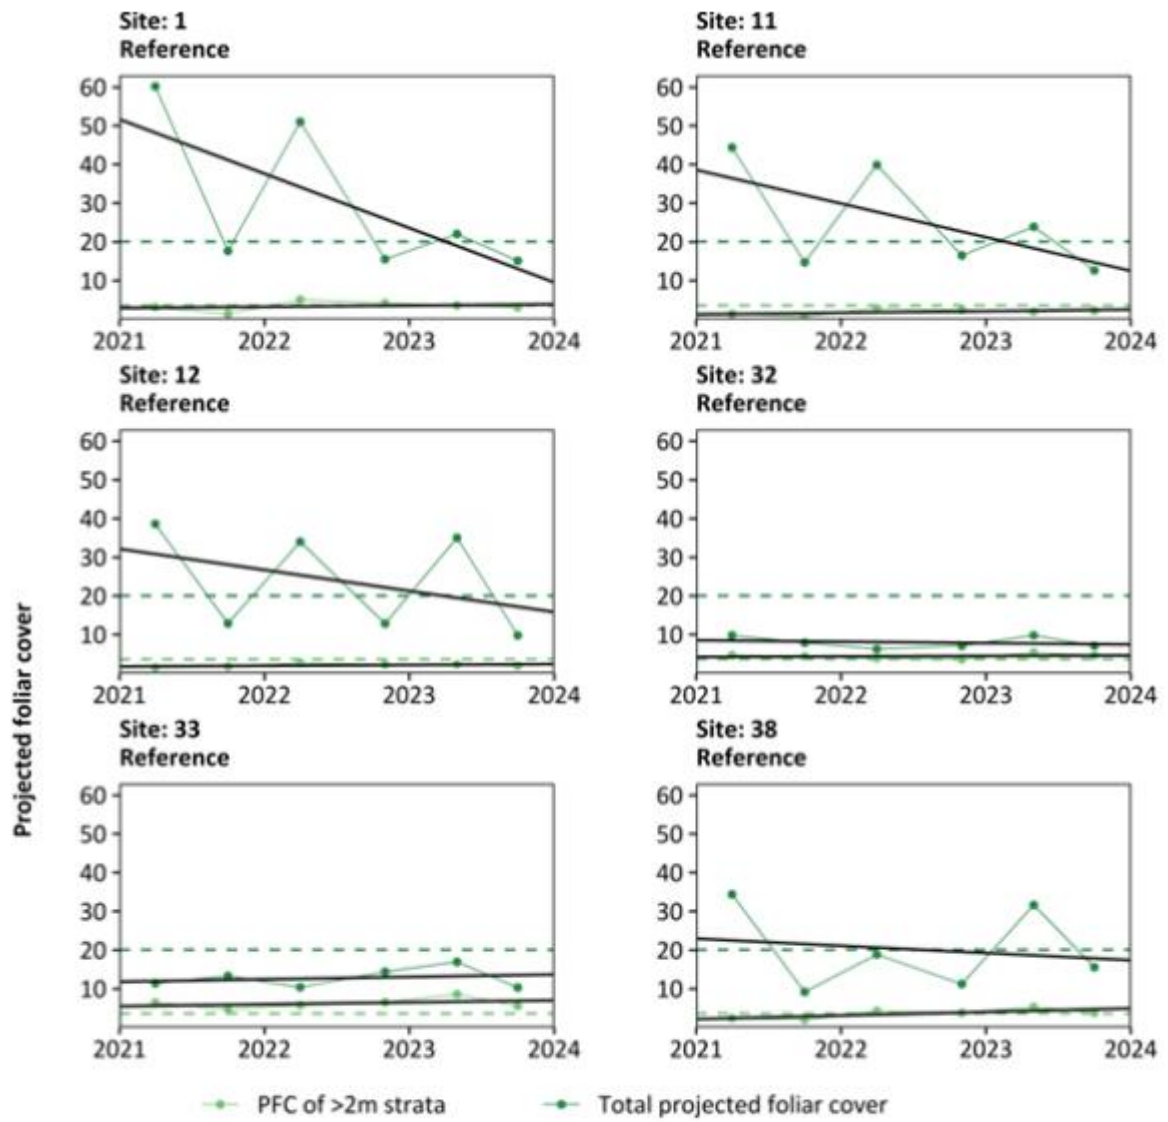 Site: 1
Reference
60
50
40
30
20
10
2021 2022 2023 2024
Site: 11
Reference
60
50
40
30
20
10
2021 2022 2023 2024
Site: 12
Reference
60
50
40
30
20
10
2021 2022 2023 2024
Site: 32
Reference
60
50
40
30
20
10
2021 2022 2023 2024
Site: 33
Reference
60
50
40
30
20
10
2021 2022 2023 2024
Site: 38
Reference
60
50
40
30
20
10
2021 2022 2023 2024
Projected foliar cover
PFC of >2m strata
Total projected foliar cover